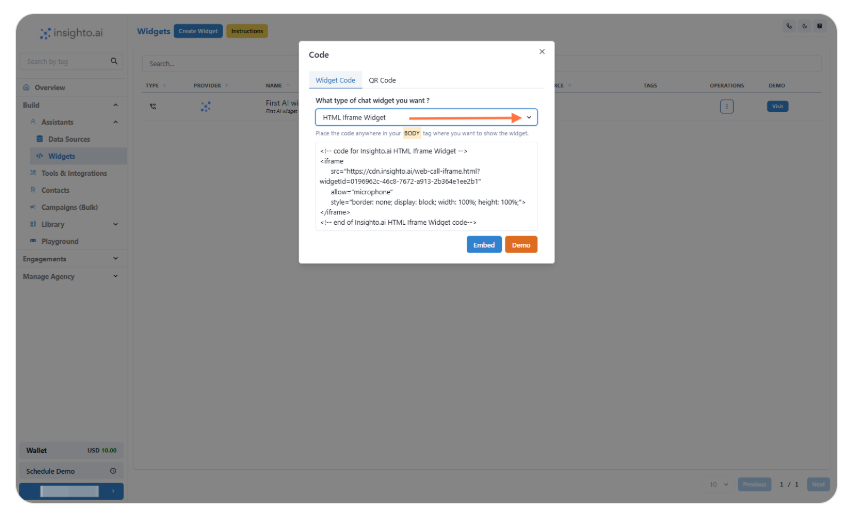 insighto.ai
Search by tag
Overview
Build
Assistants
Data Sources
Widgets
Tools & Integrations
Contacts
Campaigns (Bulk)
Library
Playground
Engagements
Manage Agency
Wallet USD 10.00
Schedule Demo
Widgets Create Widget Instructions
Search...
TYPE PROVIDER NAME TAGS OPERATIONS DEMO
First AI
First AI Widget
Visit
Code
Widget Code QR Code
What type of chat widget you want ?
HTML Iframe Widget
Place the code anywhere in your BODY tag where you want to show the widget.
<!-- code for Insighto.ai HTML Iframe Widget -->
<iframe
src="https://cdn.insighto.ai/web-call-iframe.html?
widgetId=0196962c-46c8-7672-a913-2b364e1ee2b1"
allow="microphone"
style="border: none; display: block; width: 100%; height: 100%;">
</iframe>
<!-- end of Insighto.ai HTML Iframe Widget code-->
Embed Demo
10 Previous 1 / 1 Next